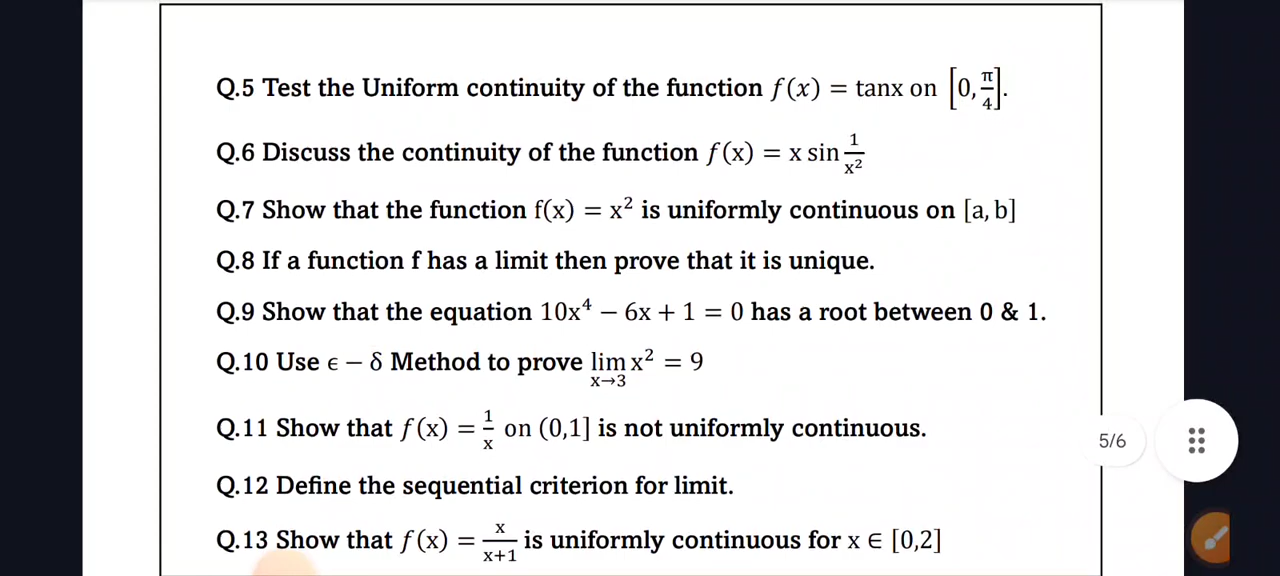 Q.5 Test the Uniform continuity of the function f(x) = tanx on [0, π/4].
Q.6 Discuss the continuity of the function f(x) = x sin 1/x²
Q.7 Show that the function f(x) = x² is uniformly continuous on [a, b]
Q.8 If a function f has a limit then prove that it is unique.
Q.9 Show that the equation 10x⁴ − 6x + 1 = 0 has a root between 0 & 1.
Q.10 Use ϵ − δ Method to prove lim x→3 x² = 9
Q.11 Show that f(x) = 1/x on (0,1] is not uniformly continuous.
5/6
Q.12 Define the sequential criterion for limit.
Q.13 Show that f(x) = x/x+1 is uniformly continuous for x ∈ [0,2]